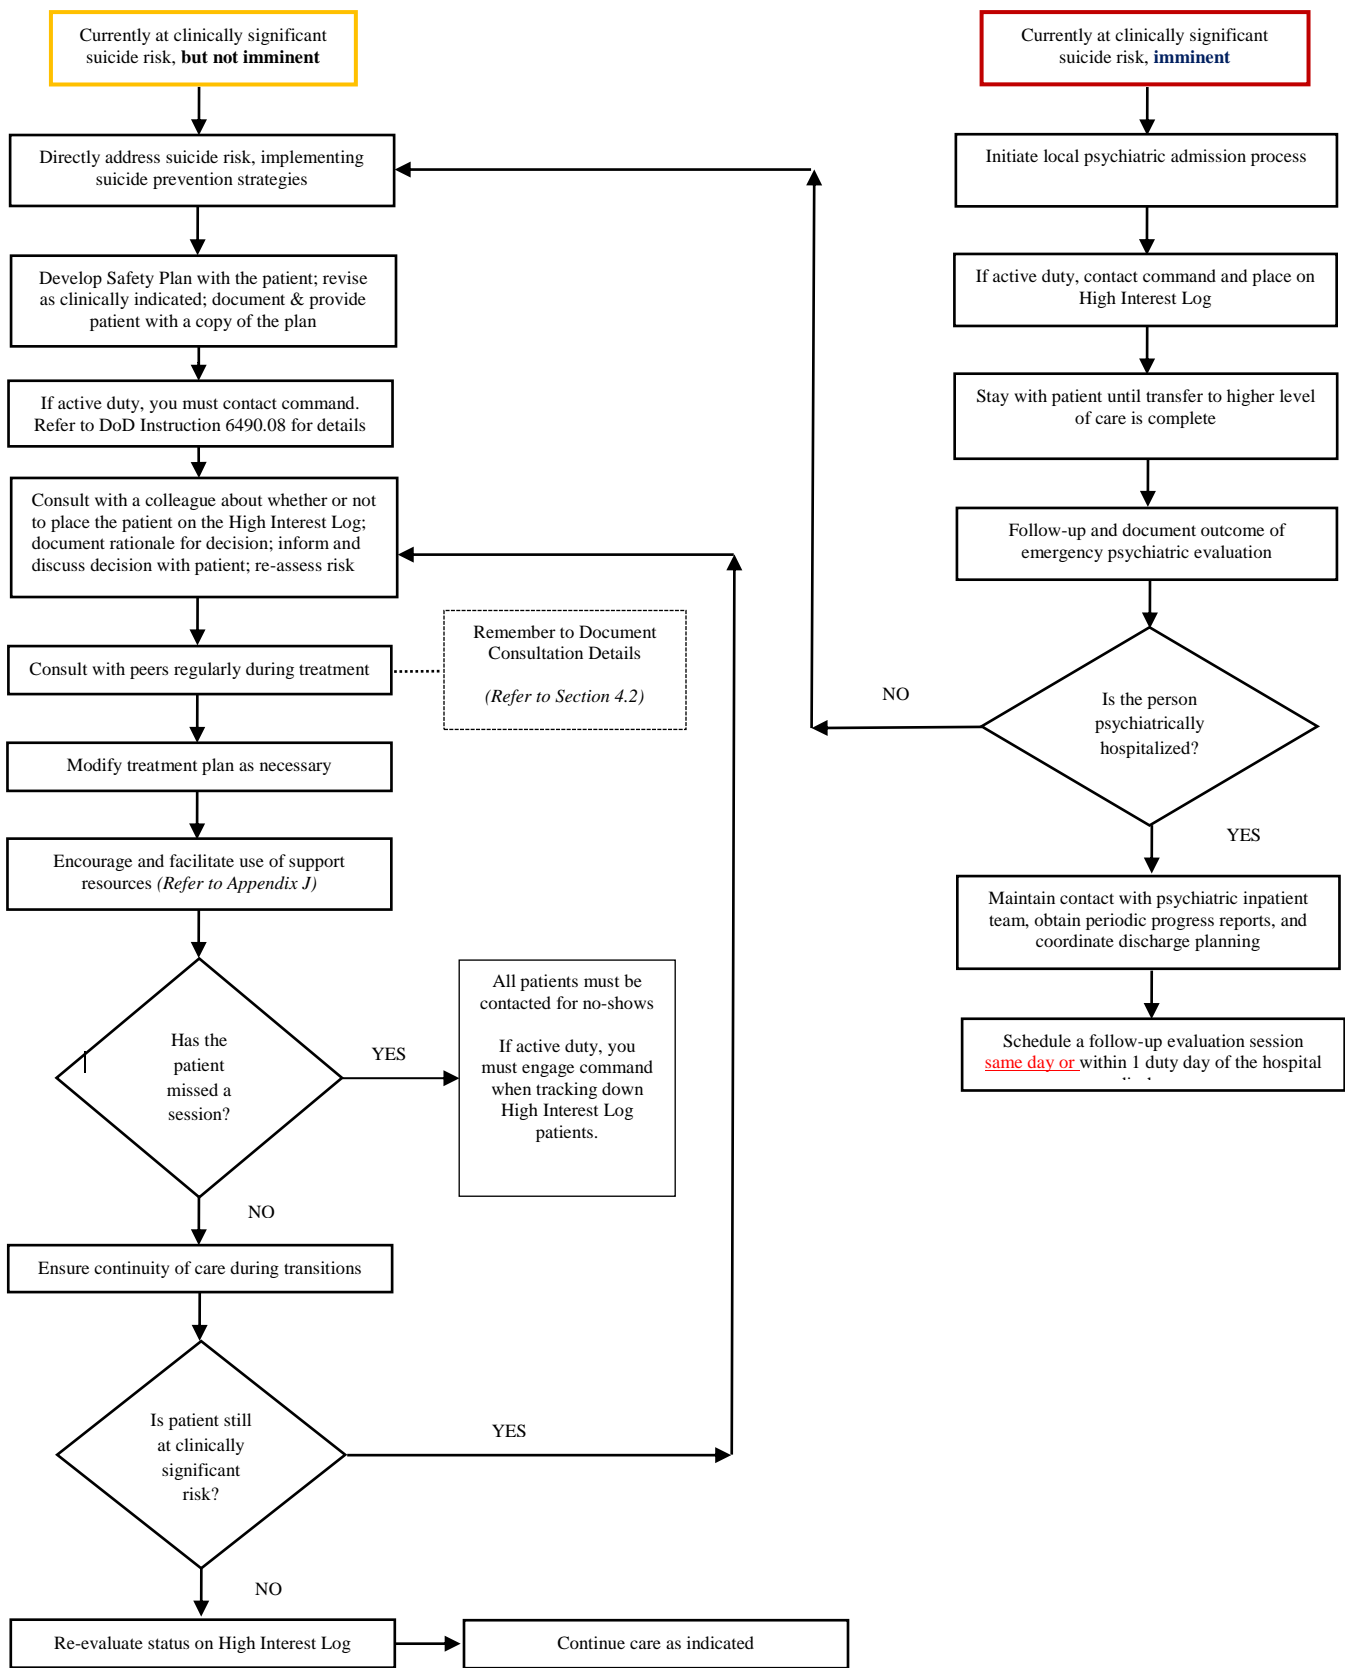 Currently at clinically significant
suicide risk, but not imminent
Directly address suicide risk, implementing
suicide prevention strategies
Develop Safety Plan with the patient; revise
as clinically indicated; document & provide
patient with a copy of the plan
If active duty, you must contact command.
Refer to DoD Instruction 6490.08 for details
Consult with a colleague about whether or not
to place the patient on the High Interest Log;
document rationale for decision; inform and
discuss decision with patient; re-assess risk
Consult with peers regularly during treatment
Remember to Document
Consultation Details
(Refer to Section 4.2)
Modify treatment plan as necessary
Encourage and facilitate use of support
resources (Refer to Appendix J)
Has the
patient
missed a
session?
YES
All patients must be
contacted for no-shows
If active duty, you
must engage command
when tracking down
High Interest Log
patients.
NO
Ensure continuity of care during transitions
Is patient still
at clinically
significant
risk?
YES
NO
Re-evaluate status on High Interest Log
Continue care as indicated
Currently at clinically significant
suicide risk, imminent
Initiate local psychiatric admission process
If active duty, contact command and place on
High Interest Log
Stay with patient until transfer to higher level
of care is complete
Follow-up and document outcome of
emergency psychiatric evaluation
Is the person
psychiatrically
hospitalized?
NO
YES
Maintain contact with psychiatric inpatient
team, obtain periodic progress reports, and
coordinate discharge planning
Schedule a follow-up evaluation session
same day or within 1 duty day of the hospital